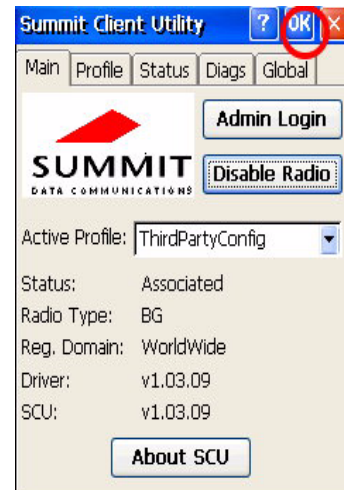 Summit Client Utility ? OK ×
Main Profile Status Diags Global
SUMMIT
DATA COMMUNICATIONS
Admin Login
Disable Radio
Active Profile: ThirdPartyConfig
Status: Associated
Radio Type: BG
Reg. Domain: WorldWide
Driver: v1.03.09
SCU: v1.03.09
About SCU